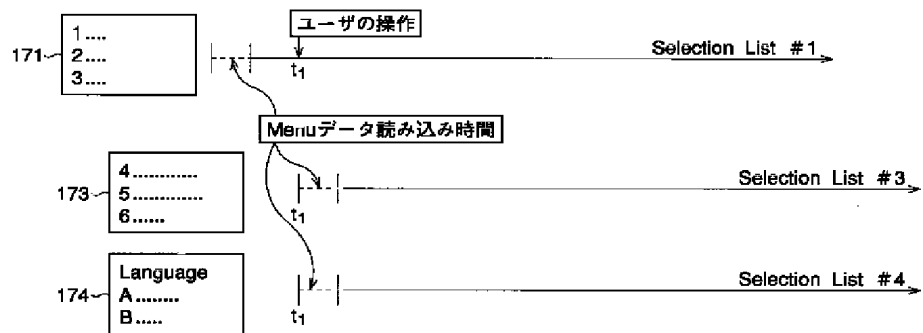 ユーザの操作
171
1....
2....
3....
t1
Selection List #1
Menuデータ読み込み時間
173
4............
5.............
6......
t1
Selection List #3
174
Language
A........
B.....
t1
Selection List #4